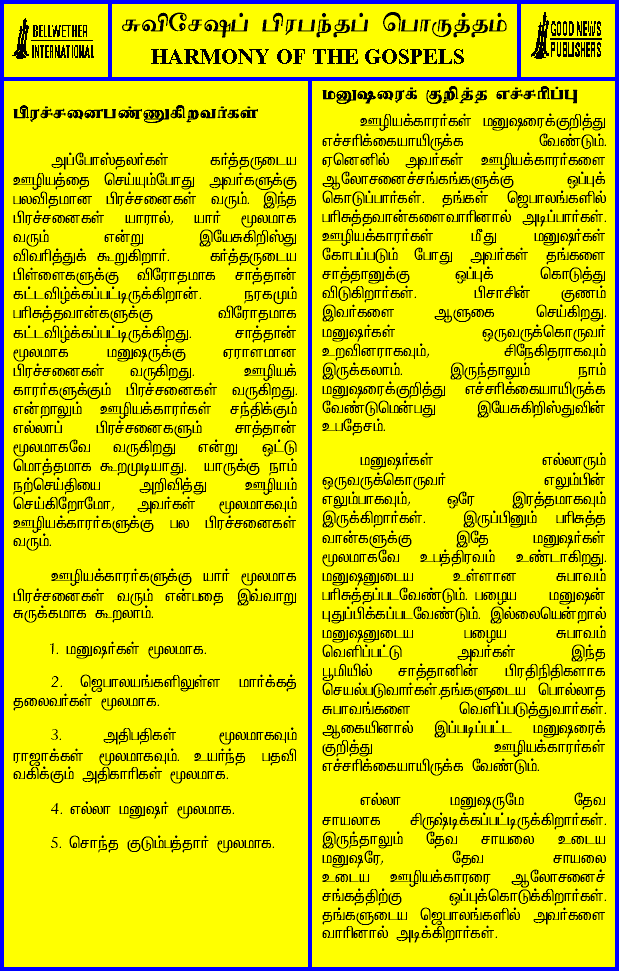 BELLWETHER
INTERNATIONAL
சுவிசேஷப் பிரபந்தப் பொருத்தம்
HARMONY OF THE GOSPELS
GOOD NEWS
PUBLISHERS
பிரச்சனைபண்ணுகிறவர்கள்
அப்போஸ்தலர்கள் கர்த்தருடைய
ஊழியத்தை செய்யும்போது அவர்களுக்கு
பலவிதமான பிரச்சனைகள் வரும். இந்த
பிரச்சனைகள் யாரால், யார் மூலமாக
வரும் என்று இயேசுகிறிஸ்து
விவரித்துக் கூறுகிறார். கர்த்தருடைய
பிள்ளைகளுக்கு விரோதமாக சாத்தான்
கட்டவிழ்க்கப்பட்டிருக்கிறான். நரகமும்
பரிசுத்தவான்களுக்கு விரோதமாக
கட்டவிழ்க்கப்பட்டிருக்கிறது. சாத்தான்
மூலமாக மனுஷருக்கு ஏராளமான
பிரச்சனைகள் வருகிறது. ஊழியக்
காரர்களுக்கும் பிரச்சனைகள் வருகிறது.
என்றாலும் ஊழியக்காரர்கள் சந்திக்கும்
எல்லாப் பிரச்சனைகளும் சாத்தான்
மூலமாகவே வருகிறது என்று ஒட்டு
மொத்தமாக கூறமுடியாது. யாருக்கு நாம்
நற்செய்தியை அறிவித்து ஊழியம்
செய்கிறோமோ, அவர்கள் மூலமாகவும்
ஊழியக்காரர்களுக்கு பல பிரச்சனைகள்
வரும்.
ஊழியக்காரர்களுக்கு யார் மூலமாக
பிரச்சனைகள் வரும் என்பதை இவ்வாறு
சுருக்கமாக கூறலாம்.
1. மனுஷர்கள் மூலமாக.
2. ஜெபாலயங்களிலுள்ள மார்க்கத்
தலைவர்கள் மூலமாக.
3. அதிபதிகள் மூலமாகவும்
ராஜாக்கள் மூலமாகவும். உயர்ந்த பதவி
வகிக்கும் அதிகாரிகள் மூலமாக.
4. எல்லா மனுஷர் மூலமாக.
5. சொந்த குடும்பத்தார் மூலமாக.
மனுஷரைக் குறித்த எச்சரிப்பு
ஊழியக்காரர்கள் மனுஷரைக்குறித்து
எச்சரிக்கையாயிருக்க வேண்டும்.
ஏனெனில் அவர்கள் ஊழியக்காரர்களை
ஆலோசனைச்சங்கங்களுக்கு ஒப்புக்
கொடுப்பார்கள். தங்கள் ஜெபாலங்களில்
பரிசுத்தவான்களைவாரினால் அடிப்பார்கள்.
ஊழியக்காரர்கள் மீது மனுஷர்கள்
கோபப்படும் போது அவர்கள் தங்களை
சாத்தானுக்கு ஒப்புக் கொடுத்து
விடுகிறார்கள். பிசாசின் குணம்
இவர்களை ஆளுகை செய்கிறது.
மனுஷர்கள் ஒருவருக்கொருவர்
உறவினராகவும், சிநேகிதராகவும்
இருக்கலாம். இருந்தாலும் நாம்
மனுஷரைக்குறித்து எச்சரிக்கையாயிருக்க
வேண்டுமென்பது இயேசுகிறிஸ்துவின்
உபதேசம்.
மனுஷர்கள் எல்லாரும்
ஒருவருக்கொருவர் எலும்பின்
எலும்பாகவும், ஒரே இரத்தமாகவும்
இருக்கிறார்கள். இருப்பினும் பரிசுத்த
வான்களுக்கு இதே மனுஷர்கள்
மூலமாகவே உபத்திரவம் உண்டாகிறது.
மனுஷனுடைய உள்ளான சுபாவம்
பரிசுத்தப்படவேண்டும். பழைய மனுஷன்
புதுப்பிக்கப்படவேண்டும். இல்லையென்றால்
மனுஷனுடைய பழைய சுபாவம்
வெளிப்பட்டு அவர்கள் இந்த
பூமியில் சாத்தானின் பிரதிநிதிகளாக
செயல்படுவார்கள்.தங்களுடைய பொல்லாத
சுபாவங்களை வெளிப்படுத்துவார்கள்.
ஆகையினால் இப்படிப்பட்ட மனுஷரைக்
குறித்து ஊழியக்காரர்கள்
எச்சரிக்கையாயிருக்க வேண்டும்.
எல்லா மனுஷருமே தேவ
சாயலாக சிருஷ்டிக்கப்பட்டிருக்கிறார்கள்.
இருந்தாலும் தேவ சாயலை உடைய
மனுஷரே, தேவ சாயலை
உடைய ஊழியக்காரரை ஆலோசனைச்
சங்கத்திற்கு ஒப்புக்கொடுக்கிறார்கள்.
தங்களுடைய ஜெபாலங்களில் அவர்களை
வாரினால் அடிக்கிறார்கள்.